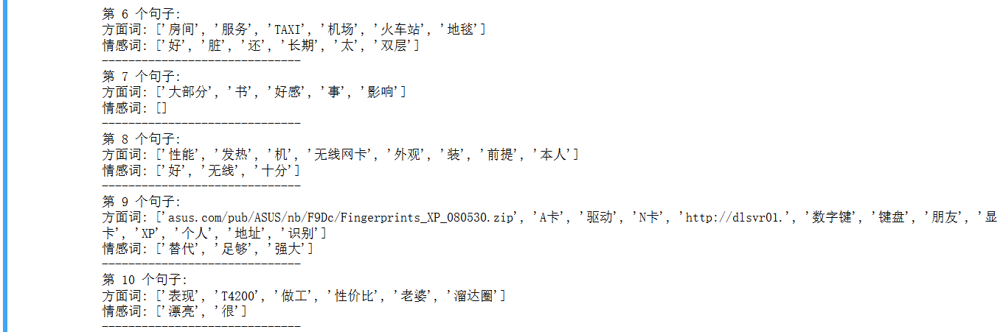 第 6 个句子:
方面词: ['房间', '服务', 'TAXI', '机场', '火车站', '地毯']
情感词: ['好', '脏', '还', '长期', '太', '双层']
------------------------------
第 7 个句子:
方面词: ['大部分', '书', '好感', '事', '影响']
情感词: []
------------------------------
第 8 个句子:
方面词: ['性能', '发热', '机', '无线网卡', '外观', '装', '前提', '本人']
情感词: ['好', '无线', '十分']
------------------------------
第 9 个句子:
方面词: ['asus.com/pub/ASUS/nb/F9Dc/Fingerprints_XP_080530.zip', 'A卡', '驱动', 'N卡', 'http://dlsvr01.', '数字键', '键盘', '朋友', '显
卡', 'XP', '个人', '地址', '识别']
情感词: ['替代', '足够', '强大']
------------------------------
第 10 个句子:
方面词: ['表现', 'T4200', '做工', '性价比', '老婆', '溜达圈']
情感词: ['漂亮', '很']
------------------------------